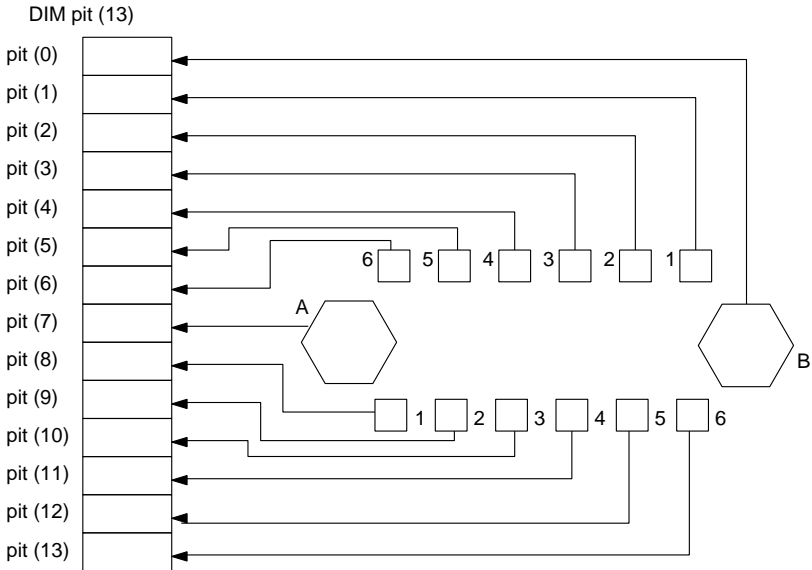 DIM pit (13)
pit (0)
pit (1)
pit (2)
pit (3)
pit (4)
pit (5)
pit (6)
pit (7)
pit (8)
pit (9)
pit (10)
pit (11)
pit (12)
pit (13)
6 5 4 3 2 1
A
B
1 2 3 4 5 6